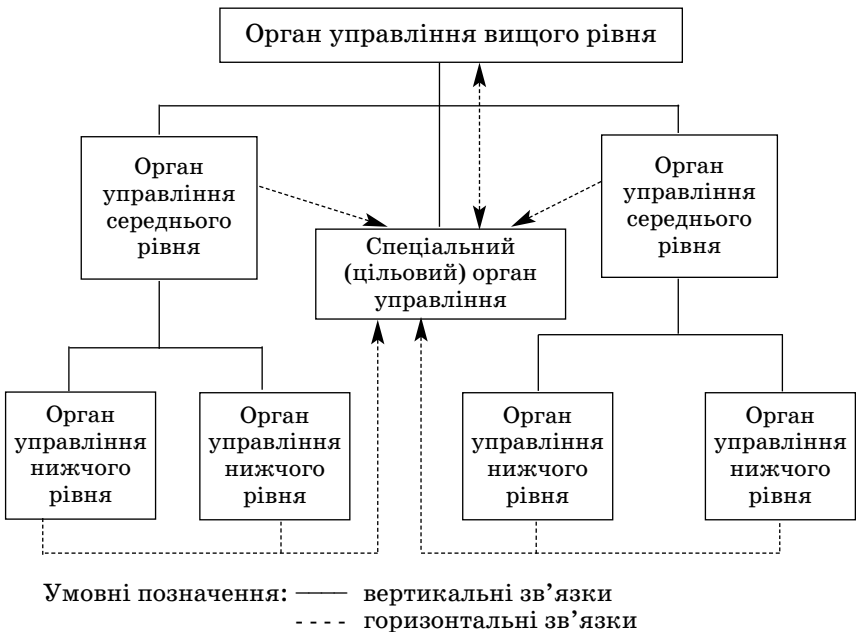 Орган управління вищого рівня
Орган
управління
середнього
рівня
Орган
управління
середнього
рівня
Спеціальний
(цільовий) орган
управління
Орган
управління
нижчого
рівня
Орган
управління
нижчого
рівня
Орган
управління
нижчого
рівня
Орган
управління
нижчого
рівня
Умовні позначення: —— вертикальні зв’язки
---- горизонтальні зв’язки